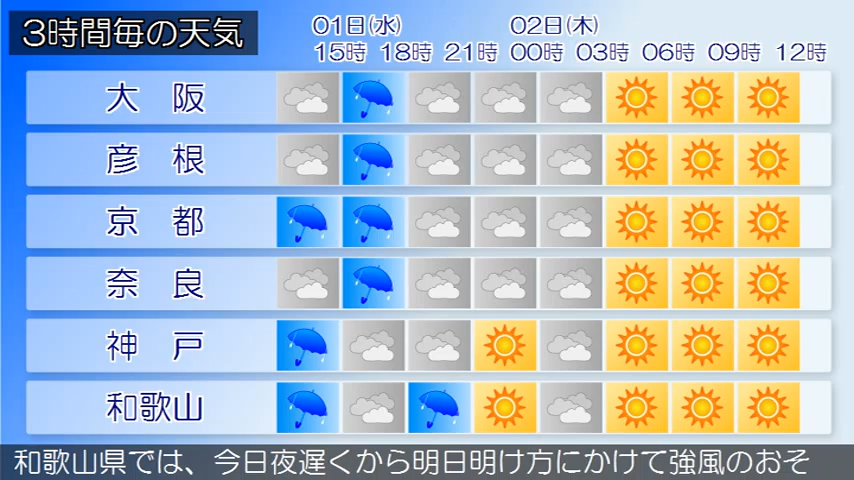 3時間毎の天気
01日(水) 02日(木)
15時 18時 21時 00時 03時 06時 09時 12時
大 阪
彦 根
京 都
奈 良
神 戸
和歌山
和歌山県では、今日夜遅くから明日明け方にかけて強風のおそ